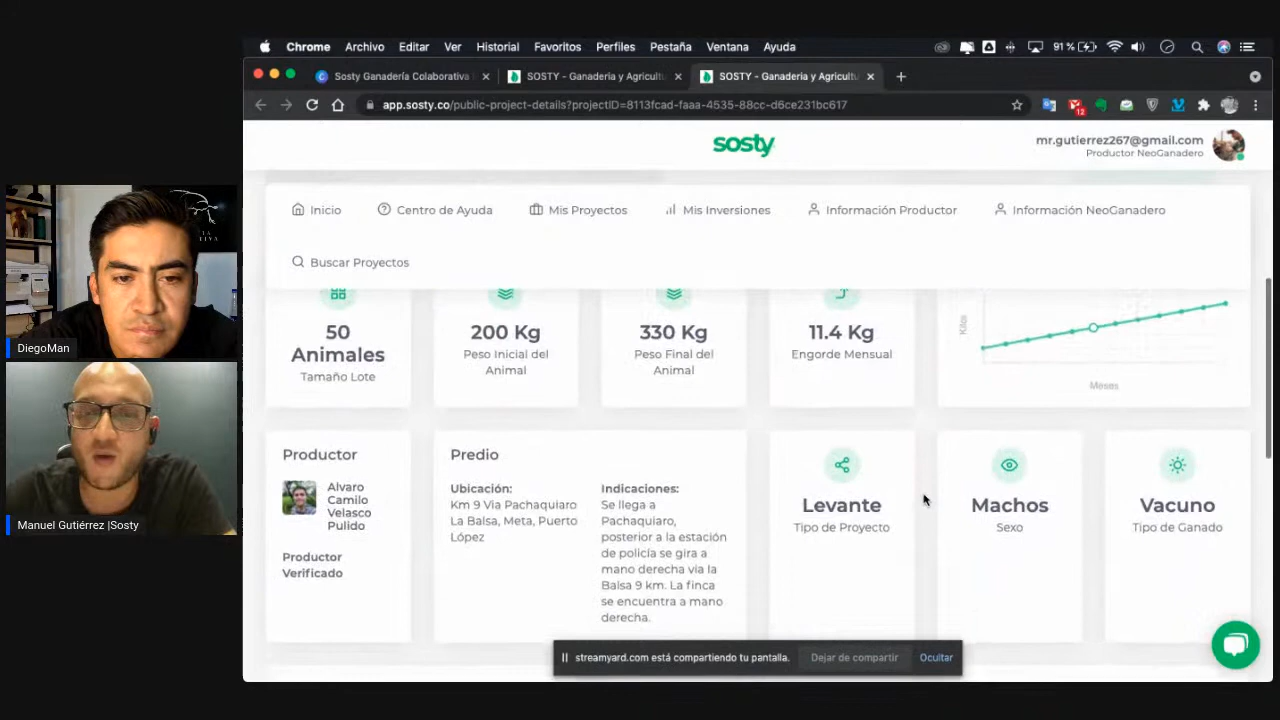 Chrome Archivo Editar Ver Historial Favoritos Perfiles Pestaña Ventana Ayuda 91 %
Sosty Ganadería Colaborativa
SOSTY - Ganaderia y Agricultu
SOSTY - Ganaderia y Agricultu
app.sosty.co/public-project-details?projectID=8113fcad-faaa-4535-88cc-d6ce231bc617
12
sosty
mr.gutierrez267@gmail.com
Productor NeoGanadero
Inicio
Centro de Ayuda
Mis Proyectos
Mis Inversiones
Información Productor
Información NeoGanadero
Buscar Proyectos
50
Animales
Tamaño Lote
200 Kg
Peso Inicial del
Animal
330 Kg
Peso Final del
Animal
11.4 Kg
Engorde Mensual
Kilos
Meses
Productor
Alvaro
Camilo
Velasco
Pulido
Productor
Verificado
Predio
Ubicación:
Km 9 Via Pachaquiaro
La Balsa, Meta, Puerto
López
Indicaciones:
Se llega a
Pachaquiaro,
posterior a la estación
de policía se gira a
mano derecha via la
Balsa 9 km. La finca
se encuentra a mano
derecha.
Levante
Tipo de Proyecto
Machos
Sexo
Vacuno
Tipo de Ganado
streamyard.com está compartiendo tu pantalla.
Dejar de compartir
Ocultar
DiegoMan
Manuel Gutiérrez |Sosty